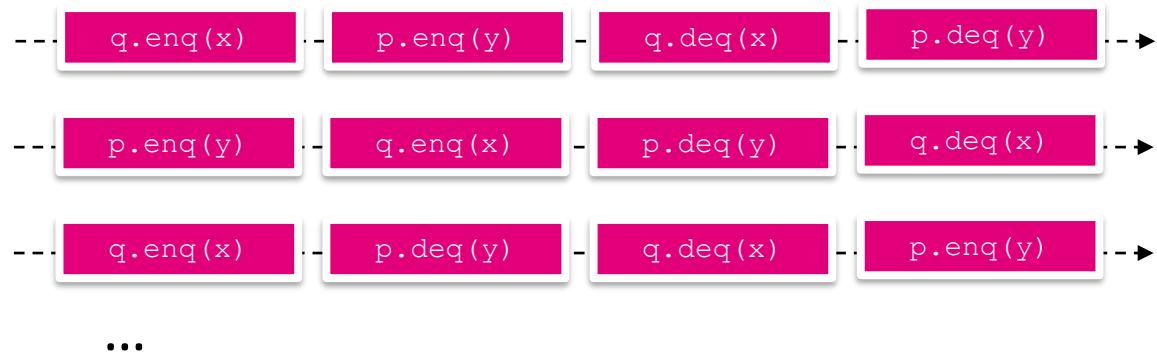 q.enq(x) p.enq(y) q.deq(x) p.deq(y)
p.enq(y) q.enq(x) p.deq(y) q.deq(x)
q.enq(x) p.deq(y) q.deq(x) p.enq(y)
...